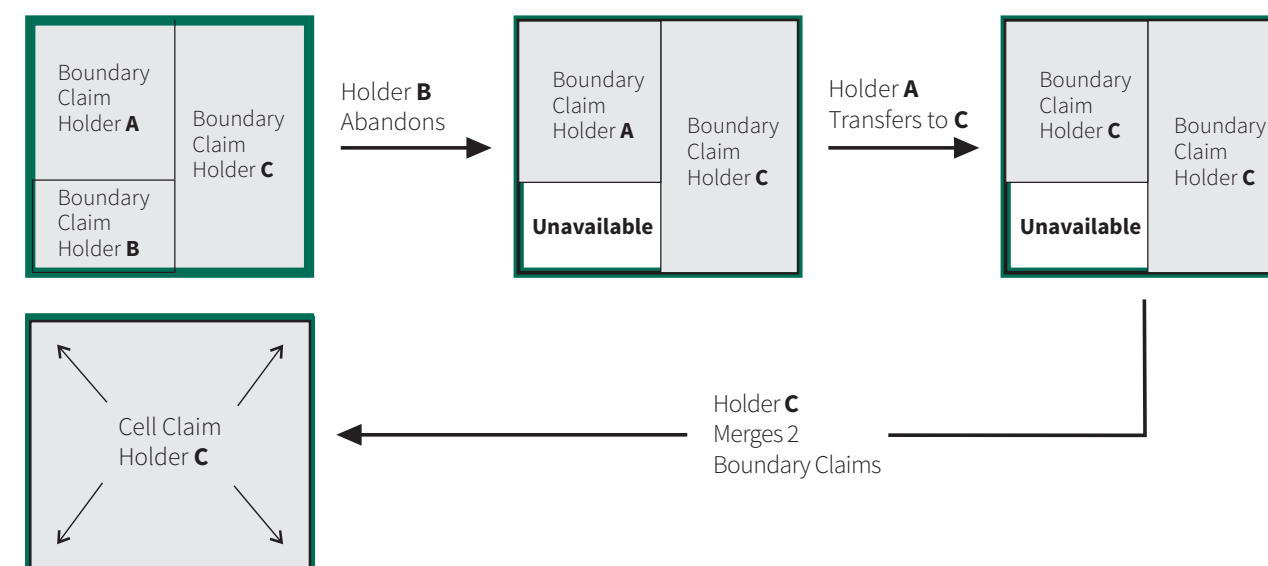 Boundary
Claim
Holder A
Boundary
Claim
Holder C
Boundary
Claim
Holder B
Holder B
Abandons
Boundary
Claim
Holder A
Boundary
Claim
Holder C
Unavailable
Holder A
Transfers to C
Boundary
Claim
Holder C
Boundary
Claim
Holder C
Unavailable
Holder C
Merges 2
Boundary Claims
Cell Claim
Holder C